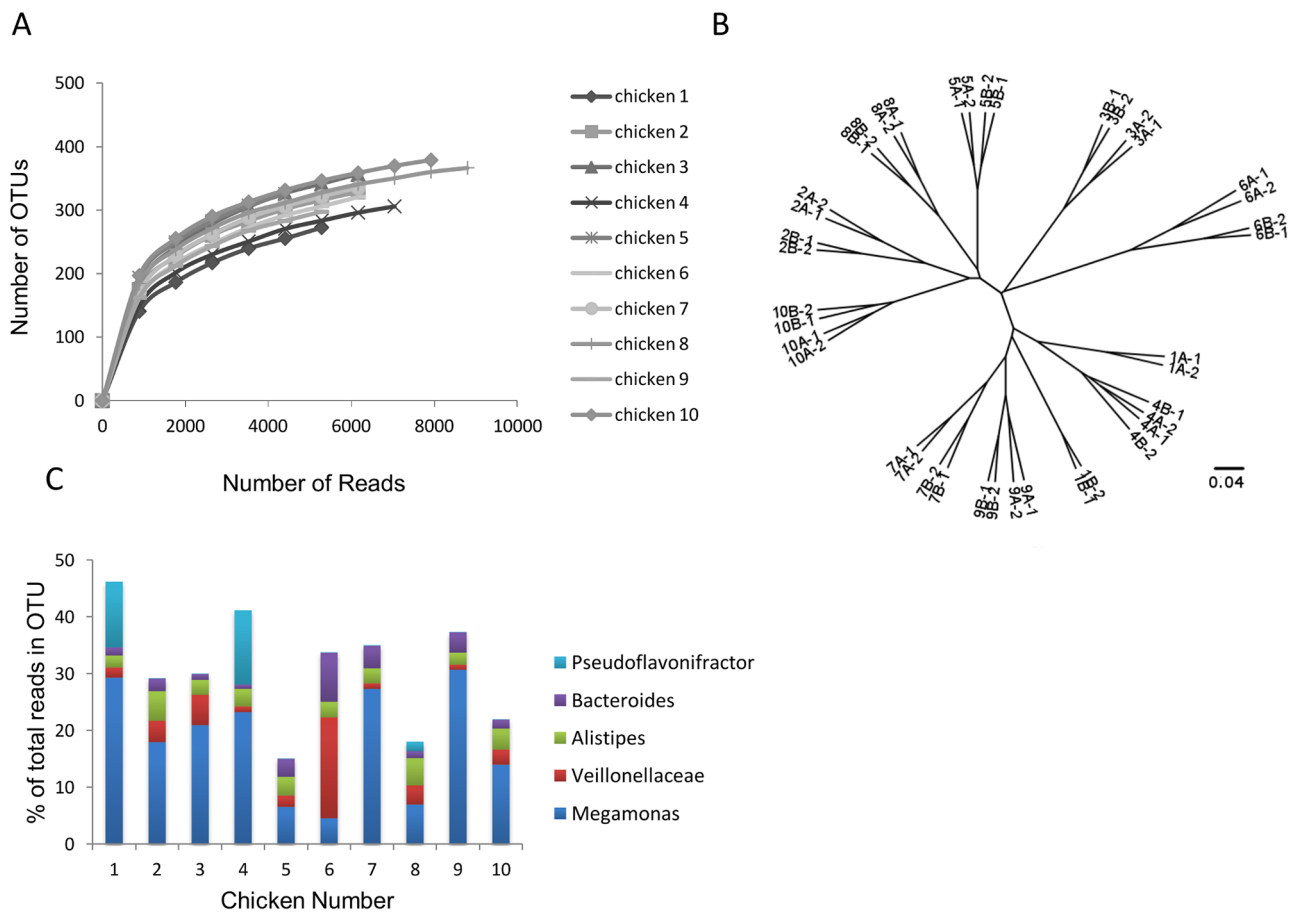 A
Number of OTUs
500
400
300
200
100
0
0 2000 4000 6000 8000 10000
Number of Reads
chicken 1
chicken 2
chicken 3
chicken 4
chicken 5
chicken 6
chicken 7
chicken 8
chicken 9
chicken 10
B
5A-1
5A-2
5B-2
5B-1
3B-1
3B-2
3A-2
3A-1
6A-1
6A-2
6B-2
6B-1
1A-1
1A-2
4B-1
4A-2
4A-1
4B-2
1B-2
1B-1
9A-1
9A-2
9B-2
9B-1
7B-1
7B-2
7A-2
7A-1
10A-2
10A-1
10B-1
10B-2
2B-2
2B-1
2A-1
2A-2
8B-1
8B-2
8A-2
8A-1
0.04
C
% of total reads in OTU
50
40
30
20
10
0
1 2 3 4 5 6 7 8 9 10
Chicken Number
Pseudoflavonifractor
Bacteroides
Alistipes
Veillonellaceae
Megamonas